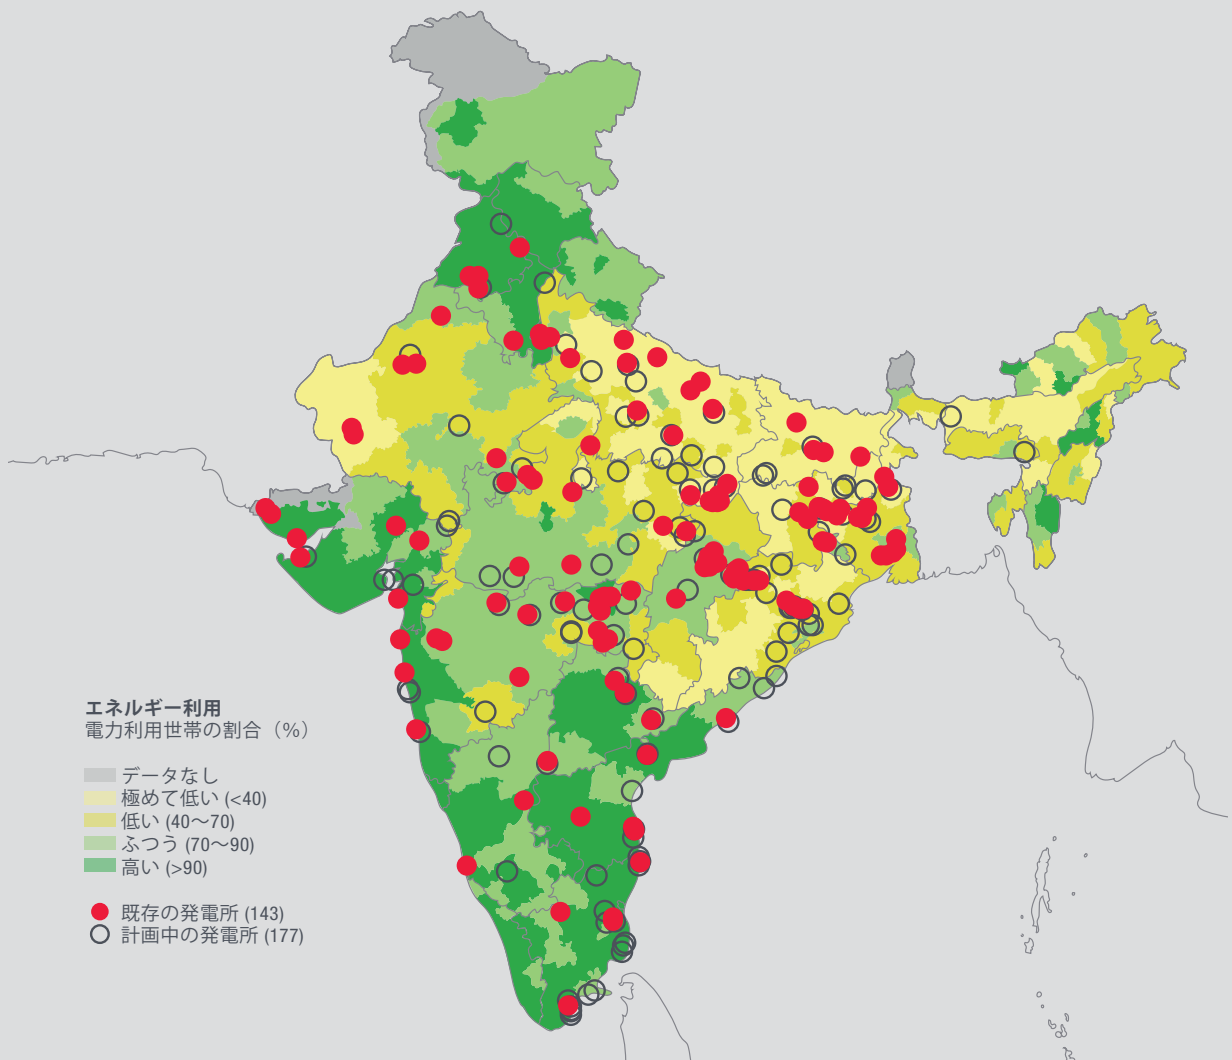 エネルギー利用
電力利用世帯の割合（%）
データなし
極めて低い (<40)
低い (40〜70)
ふつう (70〜90)
高い (>90)
既存の発電所 (143)
計画中の発電所 (177)